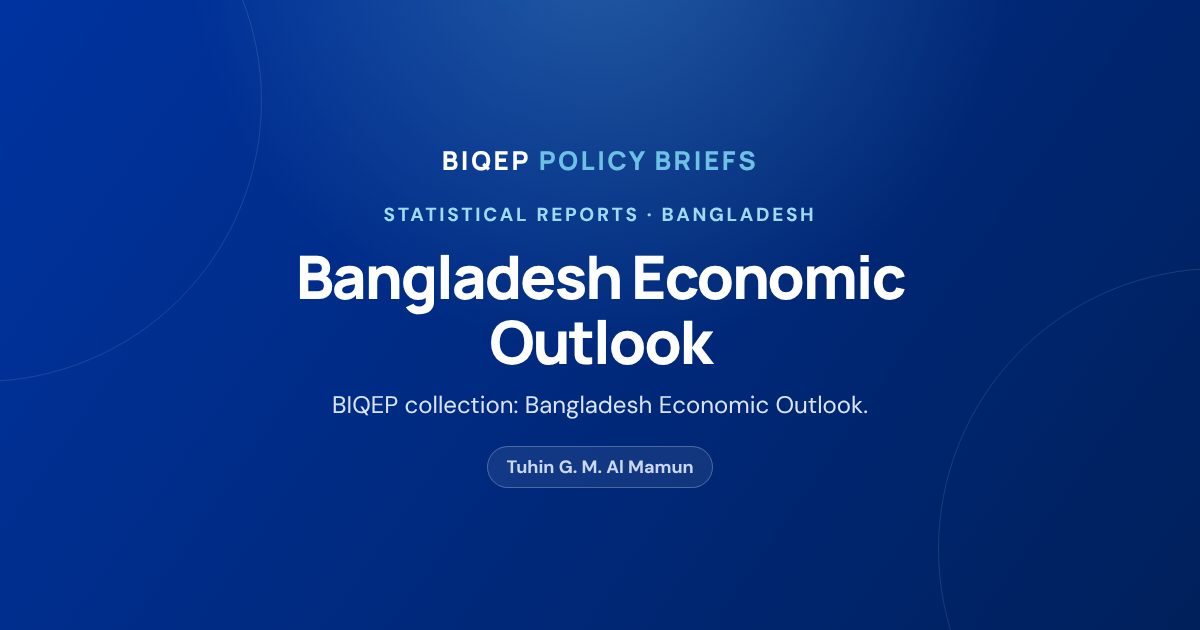 BIQEP POLICY BRIEFS
STATISTICAL REPORTS · BANGLADESH
Bangladesh Economic
Outlook
BIQEP collection: Bangladesh Economic Outlook.
Tuhin G. M. Al Mamun